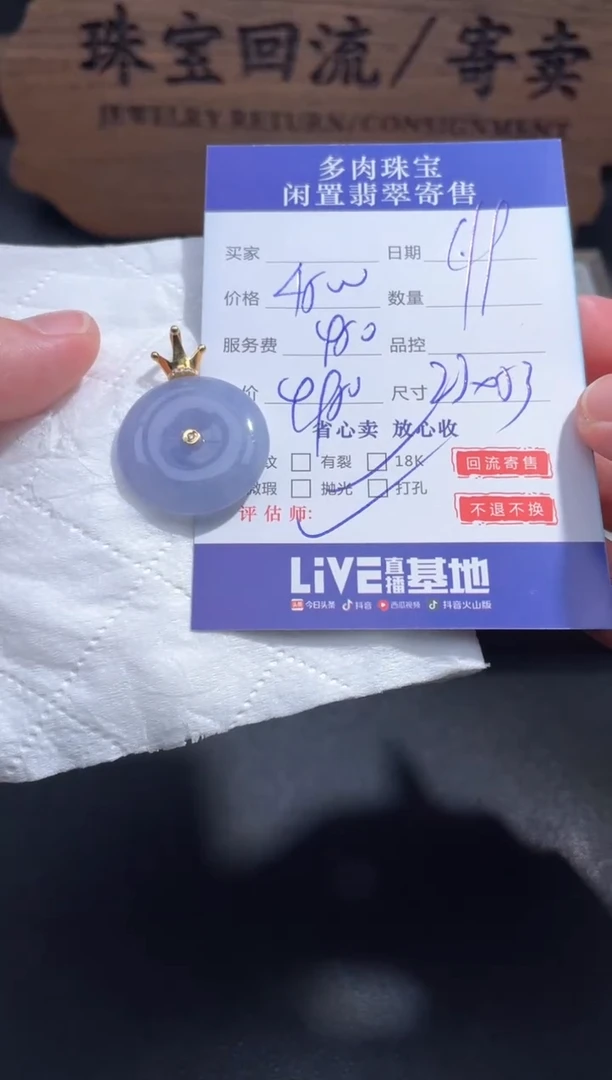 珠宝回流/寄卖
JEWELRY RETURN/CONSIGNMENT
多肉珠宝
闲置翡翠寄售
买家 日期
价格 数量
服务费 品控
价 尺寸
省心卖 放心收
纹 有裂 18K 回流寄售
微瑕 抛光 打孔 不退不换
评估师:
LiVE直播基地
今日头条 抖音 西瓜视频 抖音火山版